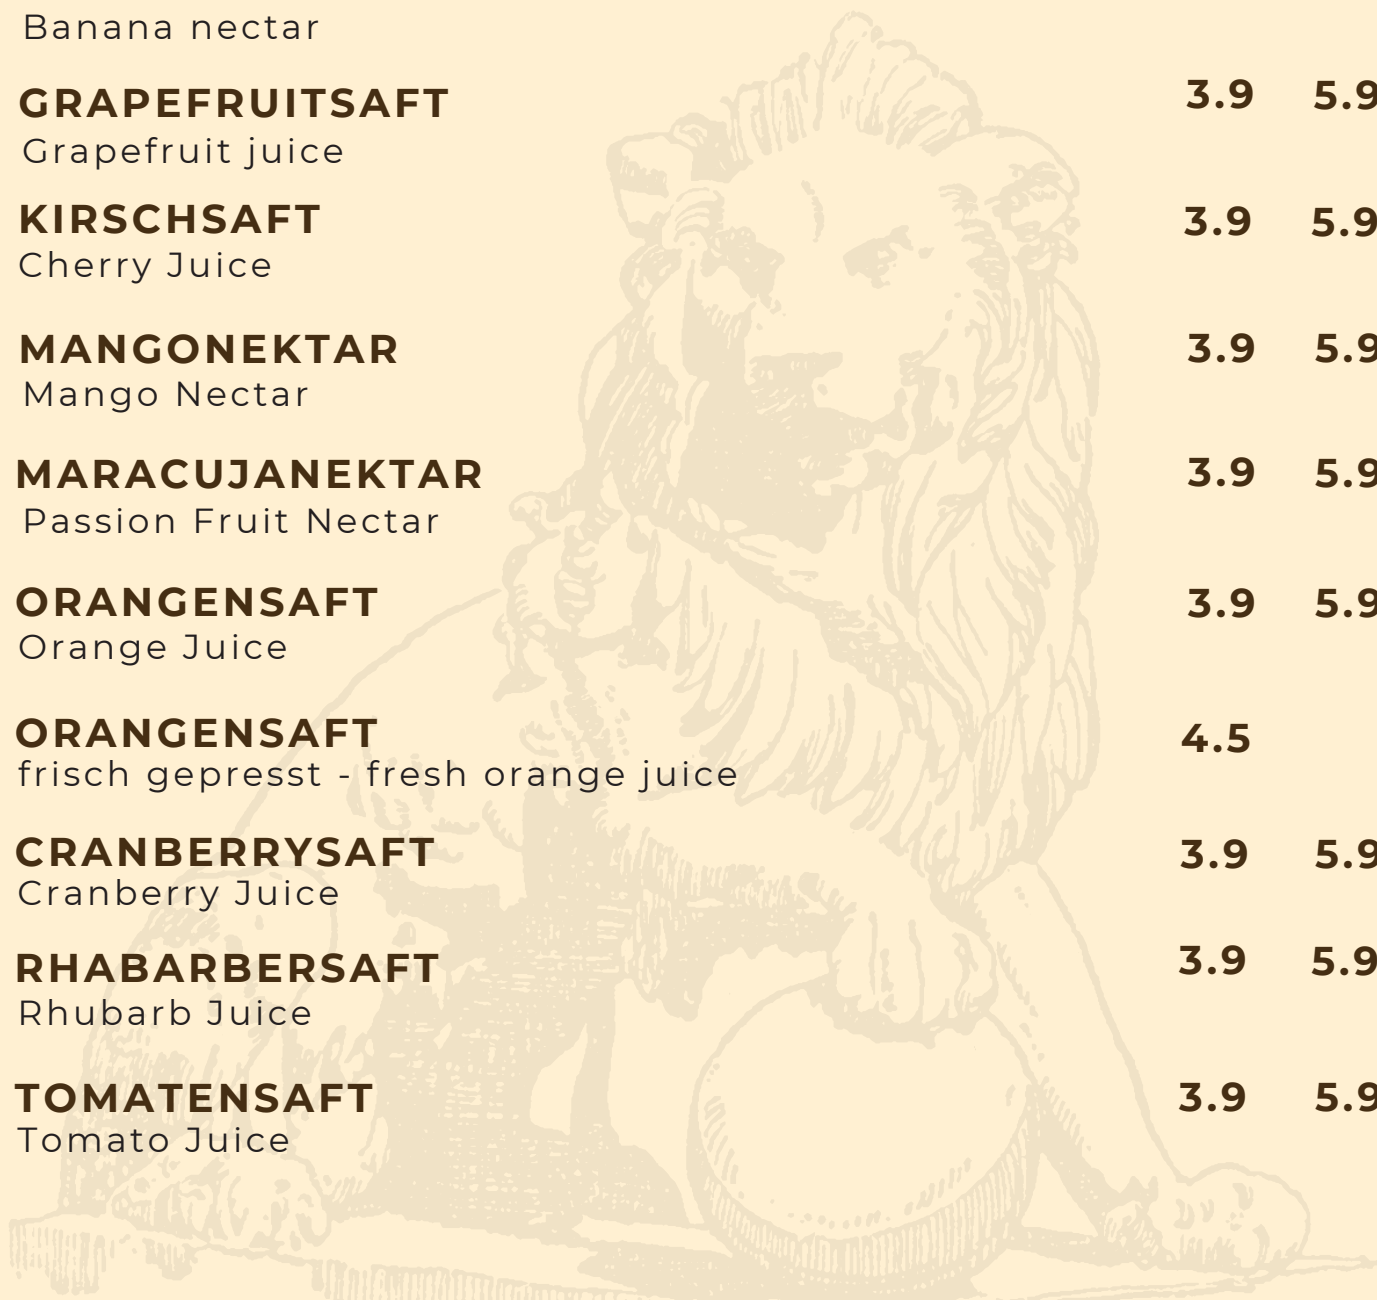 Banana nectar
GRAPEFRUITSAFT 3.9 5.9
Grapefruit juice
KIRSCHSAFT 3.9 5.9
Cherry Juice
MANGONEKTAR 3.9 5.9
Mango Nectar
MARACUJANEKTAR 3.9 5.9
Passion Fruit Nectar
ORANGENSAFT 3.9 5.9
Orange Juice
ORANGENSAFT 4.5
frisch gepresst - fresh orange juice
CRANBERRYSAFT 3.9 5.9
Cranberry Juice
RHABARBERSAFT 3.9 5.9
Rhubarb Juice
TOMATENSAFT 3.9 5.9
Tomato Juice